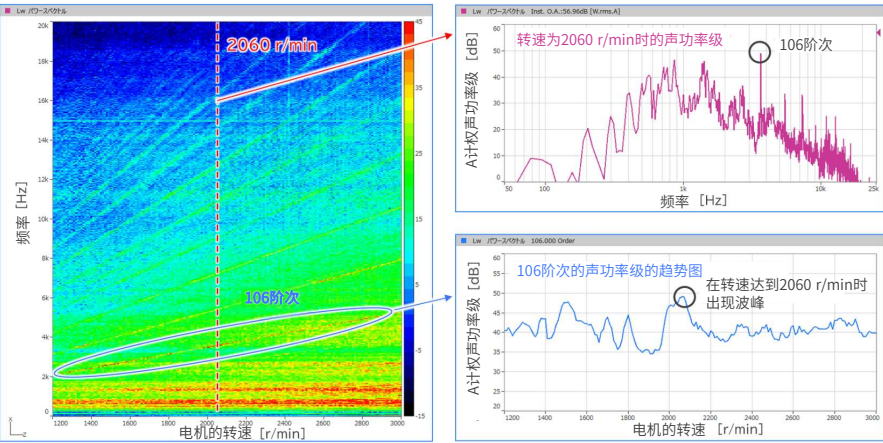 Lw パワースペクトル
20k
18k
16k
14k
12k
10k
8k
6k
4k
2k
0
频率 [Hz]
2060 r/min
106阶次
45
35
25
15
5
-5
-15
1200 1400 1600 1800 2000 2200 2400 2600 2800 3000
电机的转速 [r/min]
X
Z
Lw パワースペクトル Inst. O.A.:56.96dB [W.rms.A]
A计权声功率级 [dB]
60
50
40
30
20
10
0
转速为2060 r/min时的声功率级
106阶次
50 100 1k 10k 25k
频率 [Hz]
Lw パワースペクトル 106.000 Order
A计权声功率级 [dB]
60
55
50
45
40
35
30
25
20
106阶次的声功率级的趋势图
在转速达到2060 r/min时
出现波峰
1200 1400 1600 1800 2000 2200 2400 2600 2800 3000
电机的转速 [r/min]